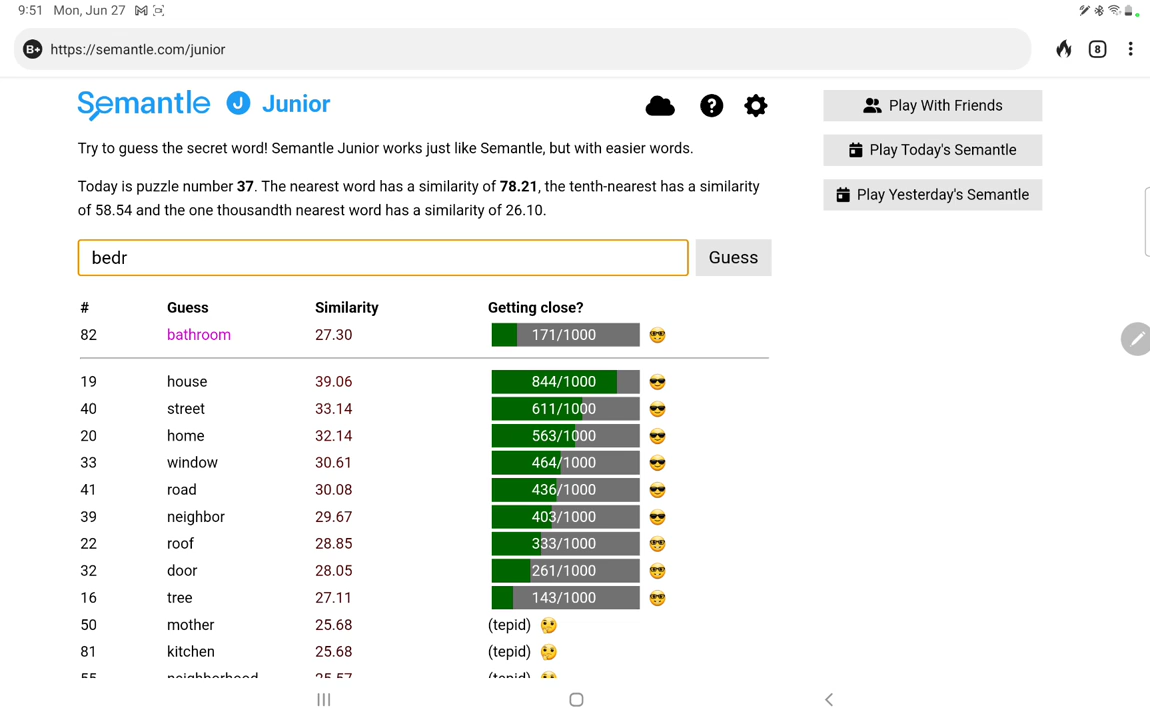 9:51 Mon, Jun 27
B+ https://semantle.com/junior 8
Semantle J Junior
Play With Friends
Try to guess the secret word! Semantle Junior works just like Semantle, but with easier words.
Play Today's Semantle
Today is puzzle number 37. The nearest word has a similarity of 78.21, the tenth-nearest has a similarity
Play Yesterday's Semantle
of 58.54 and the one thousandth nearest word has a similarity of 26.10.
bedr Guess
# Guess Similarity Getting close?
82 bathroom 27.30 171/1000
19 house 39.06 844/1000
40 street 33.14 611/1000
20 home 32.14 563/1000
33 window 30.61 464/1000
41 road 30.08 436/1000
39 neighbor 29.67 403/1000
22 roof 28.85 333/1000
32 door 28.05 261/1000
16 tree 27.11 143/1000
50 mother 25.68 (tepid)
81 kitchen 25.68 (tepid)
55 neighborhood 25.57 (tepid)